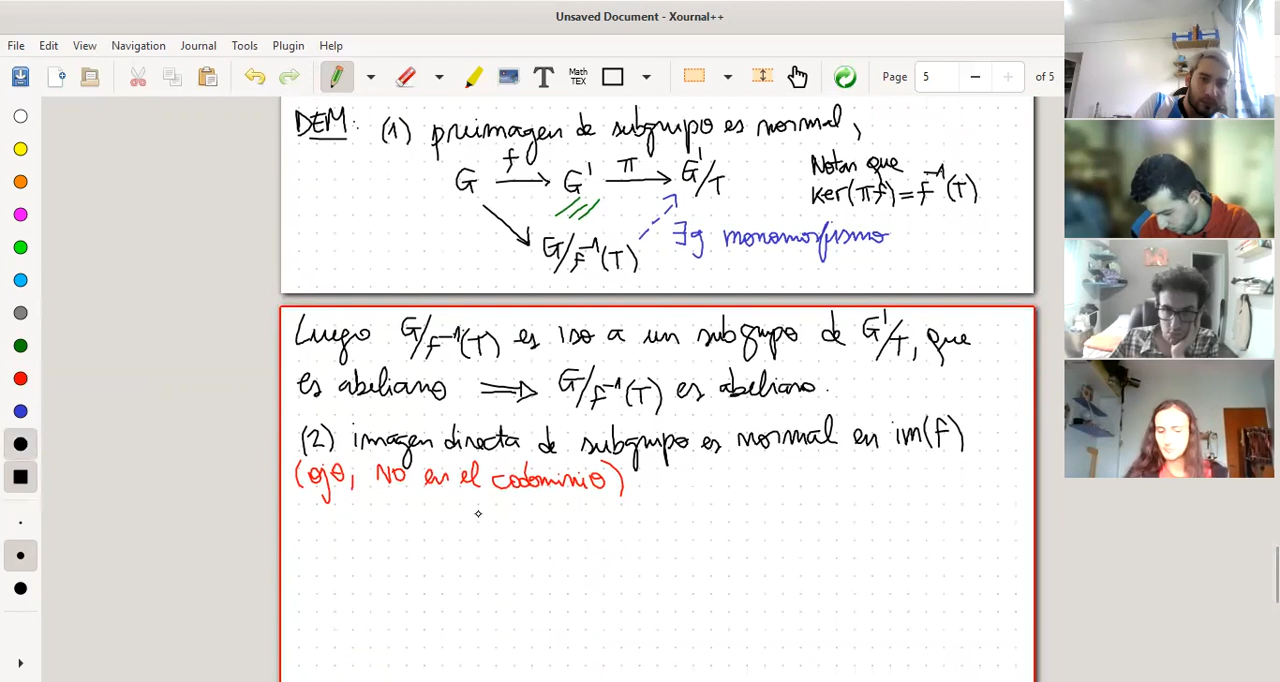 Unsaved Document - Xournal++
File Edit View Navigation Journal Tools Plugin Help
Math TEX
Page 5 of 5
DEM: (1) preimagen de subgrupo es normal,
G f G' π G'/T
Notar que
ker(πf) = f⁻¹(T)
G/f⁻¹(T)
∃g monomorfismo
Luego G/f⁻¹(T) es iso a un subgrupo de G'/T, que
es abeliano ⟹ G/f⁻¹(T) es abeliano.
(2) imagen directa de subgrupo es normal en im(f)
(ojo, NO en el codominio)